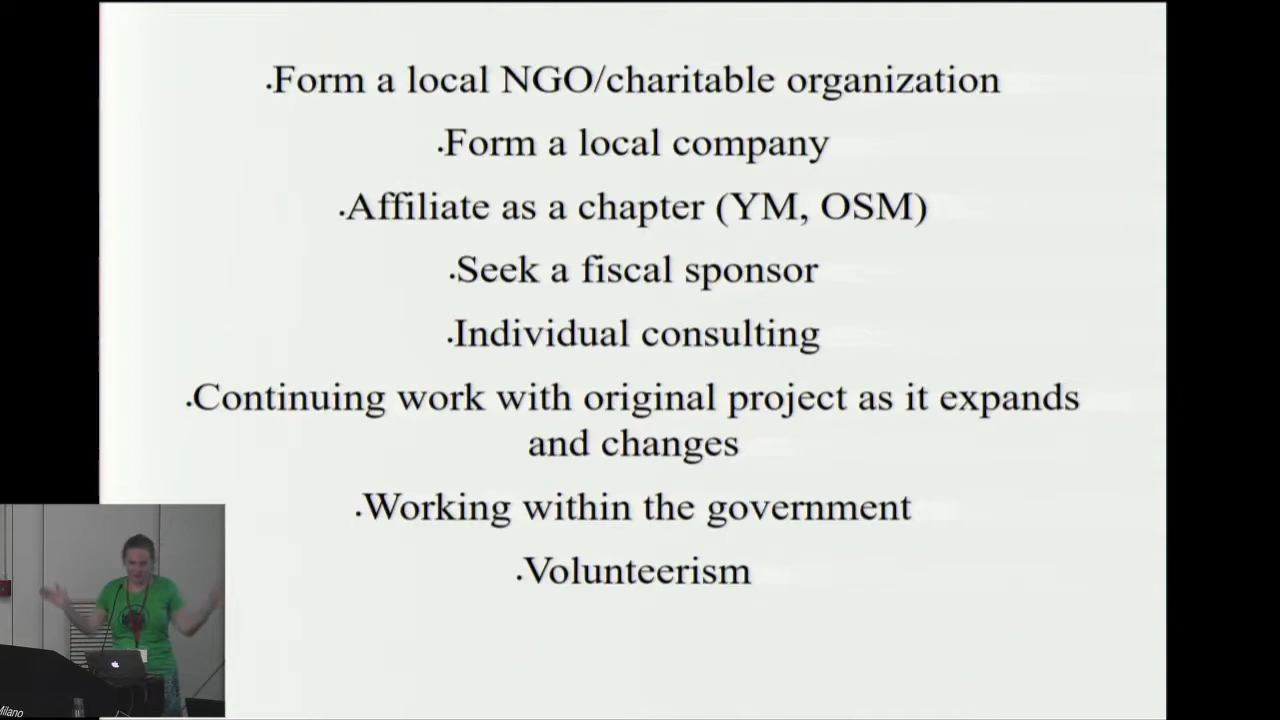 .Form a local NGO/charitable organization
.Form a local company
.Affiliate as a chapter (YM, OSM)
.Seek a fiscal sponsor
.Individual consulting
.Continuing work with original project as it expands
and changes
.Working within the government
.Volunteerism
Milano